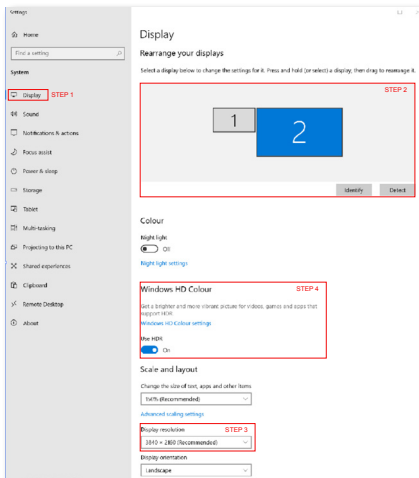 Settings
Home
Find a setting
System
Display
STEP 1
Sound
Notifications & actions
Focus assist
Power & sleep
Storage
Tablet
Multi-tasking
Projecting to this PC
Shared experiences
Clipboard
Remote Desktop
About
Display
Rearrange your displays
Select a display below to change the settings for it. Press and hold (or select) a display, then drag to rearrange it.
STEP 2
1
2
Identify
Detect
Colour
Night light
Off
Night light settings
Windows HD Colour
STEP 4
Get a brighter and more vibrant picture for videos, games and apps that
support HDR
Windows HD Colour settings
Use HDR
On
Scale and layout
Change the size of text, apps and other items
Advanced scaling settings
Display resolution
STEP 3
3840 × 2160 (Recommended)
Display orientation
Landscape